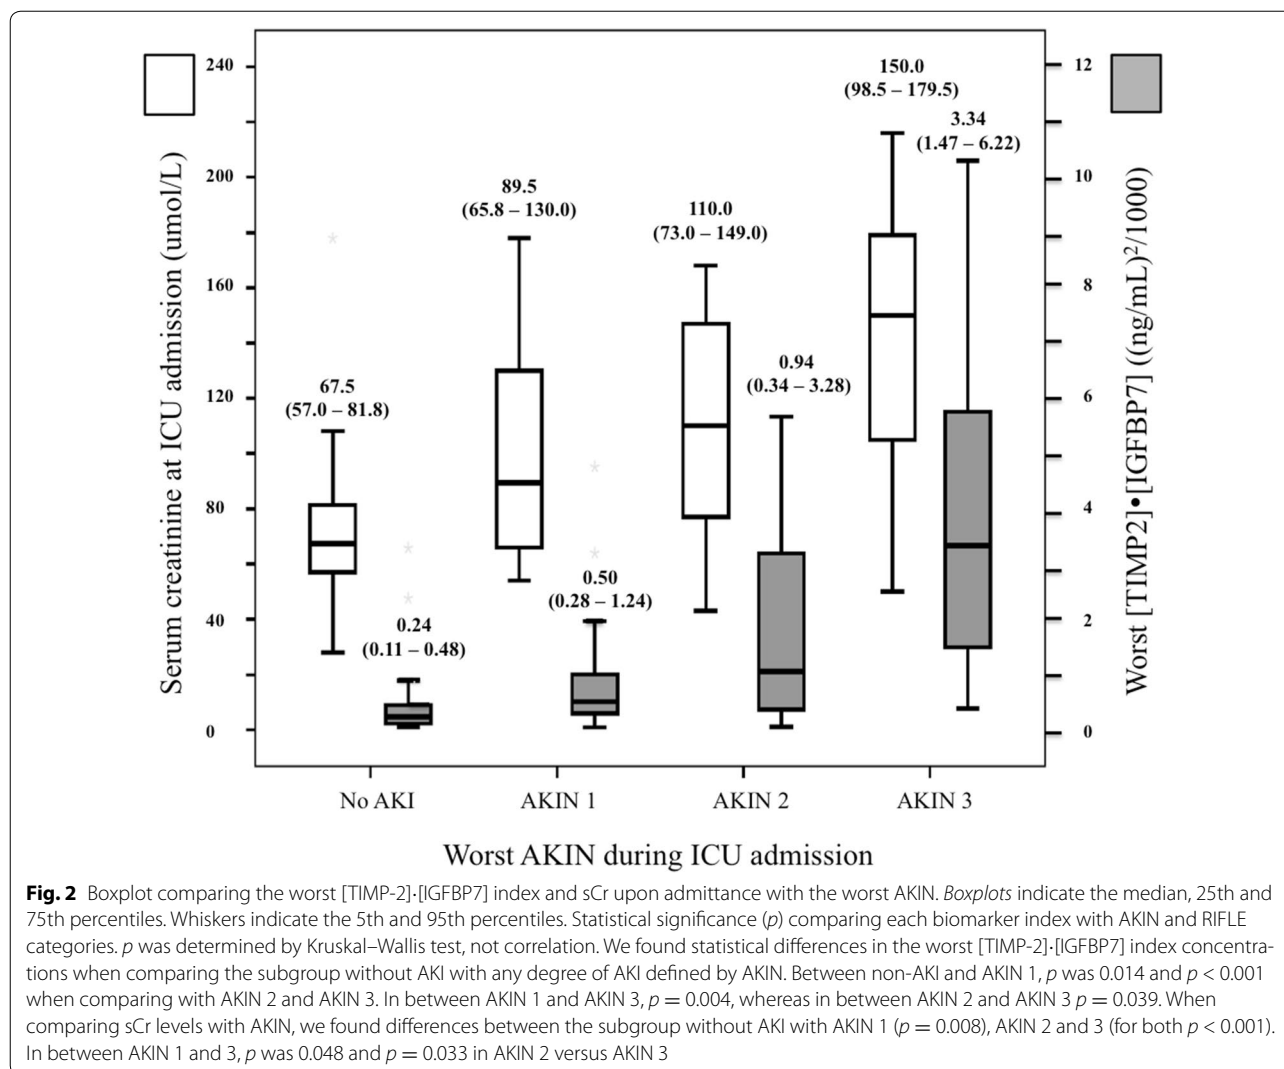 240
200
160
120
80
40
0
Serum creatinine at ICU admission (umol/L)
67.5
(57.0 – 81.8)
0.24
(0.11 – 0.48)
89.5
(65.8 – 130.0)
0.50
(0.28 – 1.24)
110.0
(73.0 – 149.0)
0.94
(0.34 – 3.28)
150.0
(98.5 – 179.5)
3.34
(1.47 – 6.22)
12
10
8
6
4
2
0
Worst [TIMP2]•[IGFBP7] ((ng/mL)²/1000)
No AKI
AKIN 1
AKIN 2
AKIN 3
Worst AKIN during ICU admission
Fig. 2 Boxplot comparing the worst [TIMP-2]·[IGFBP7] index and sCr upon admittance with the worst AKIN. Boxplots indicate the median, 25th and
75th percentiles. Whiskers indicate the 5th and 95th percentiles. Statistical significance (p) comparing each biomarker index with AKIN and RIFLE
categories. p was determined by Kruskal–Wallis test, not correlation. We found statistical differences in the worst [TIMP-2]·[IGFBP7] index concentra-
tions when comparing the subgroup without AKI with any degree of AKI defined by AKIN. Between non-AKI and AKIN 1, p was 0.014 and p < 0.001
when comparing with AKIN 2 and AKIN 3. In between AKIN 1 and AKIN 3, p = 0.004, whereas in between AKIN 2 and AKIN 3 p = 0.039. When
comparing sCr levels with AKIN, we found differences between the subgroup without AKI with AKIN 1 (p = 0.008), AKIN 2 and 3 (for both p < 0.001).
In between AKIN 1 and 3, p was 0.048 and p = 0.033 in AKIN 2 versus AKIN 3